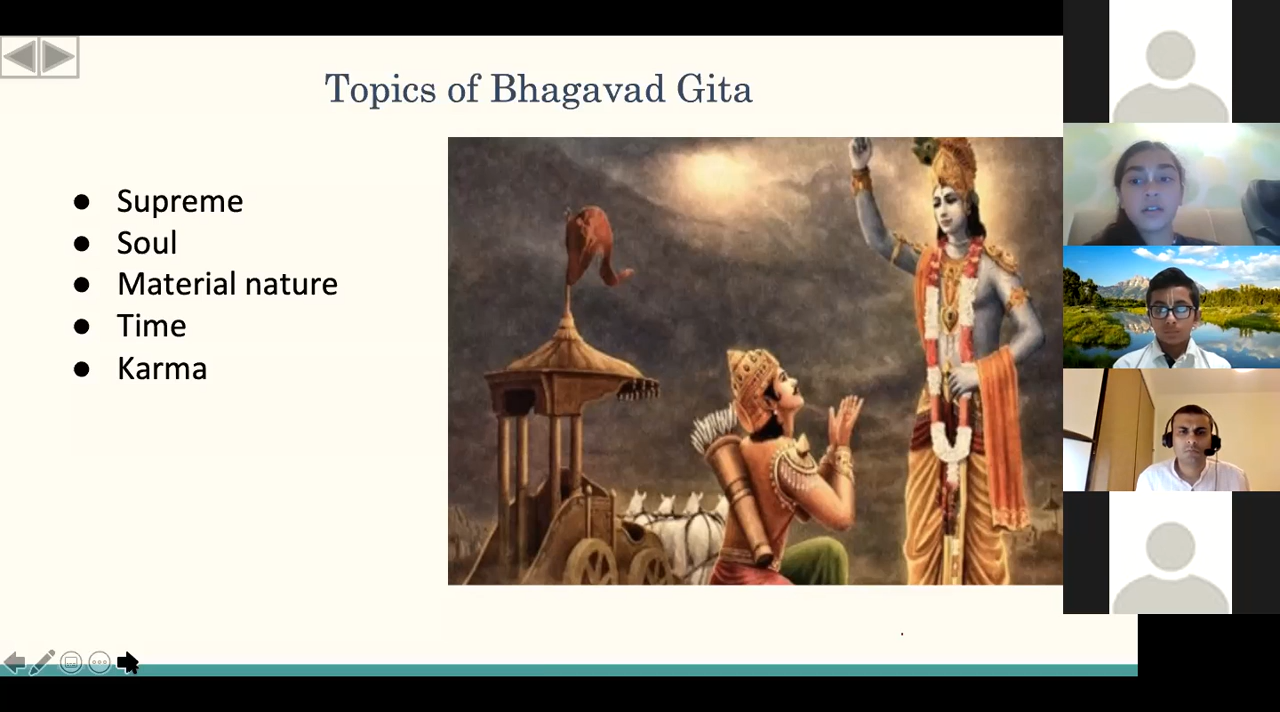 Topics of Bhagavad Gita
Supreme
Soul
Material nature
Time
Karma